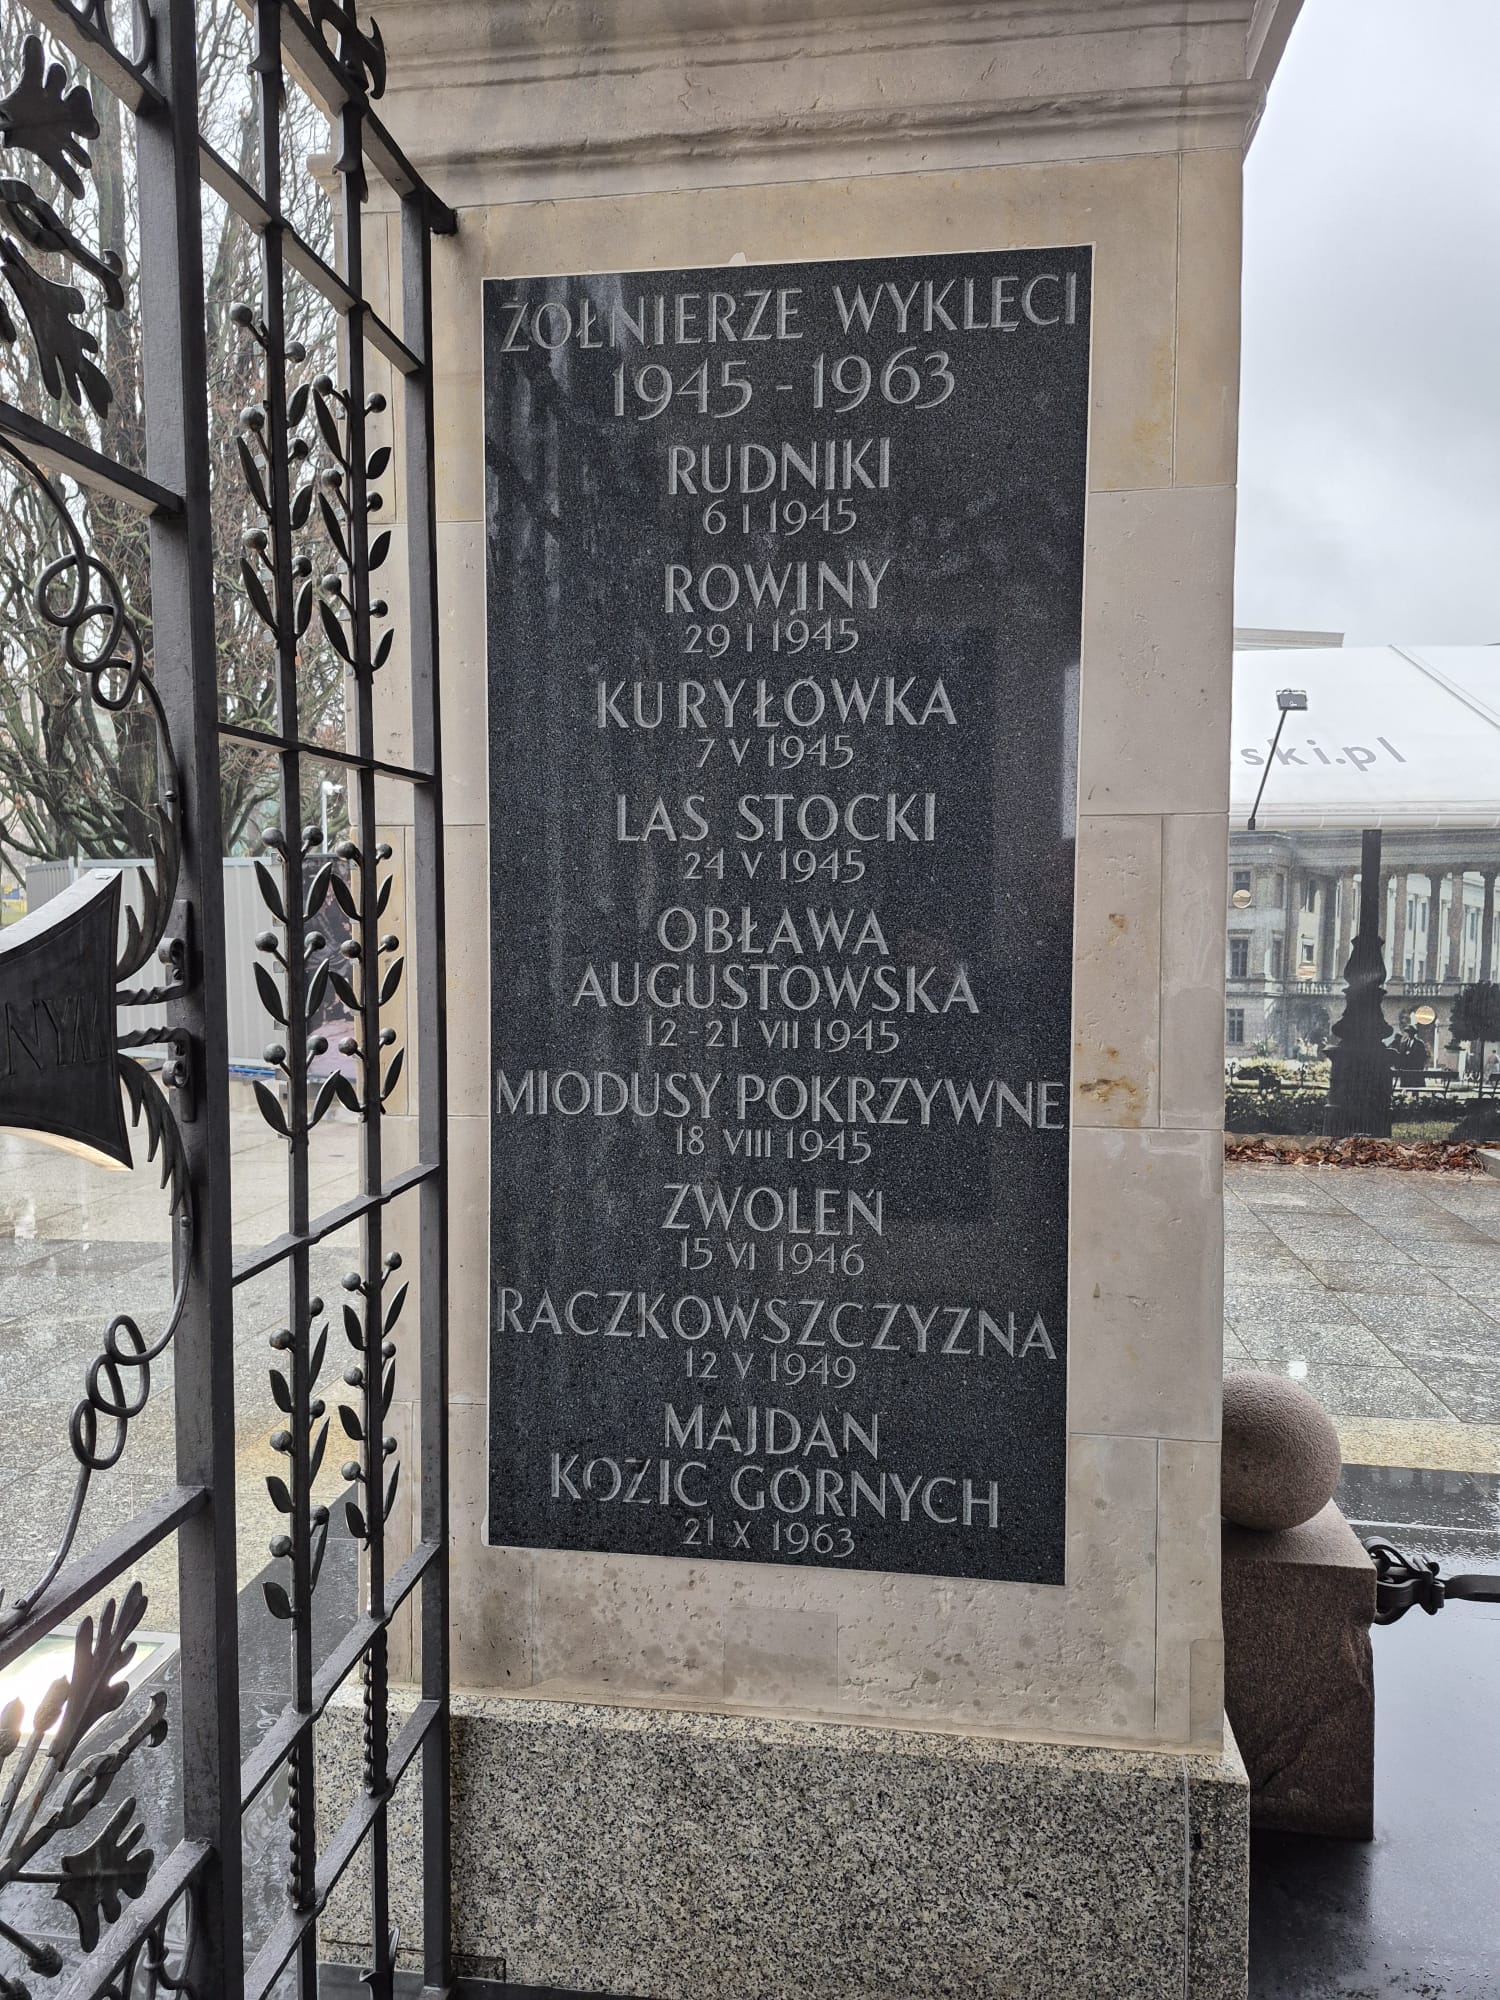 ŻOŁNIERZE WYKLĘCI
1945 - 1963
RUDNIKI
6 I 1945
ROWINY
29 I 1945
KURYŁÓWKA
7 V 1945
LAS STOCKI
24 V 1945
OBŁAWA
AUGUSTOWSKA
12-21 VII 1945
MIODUSY POKRZYWNE
18 VIII 1945
ZWOLEŃ
15 VI 1946
RACZKOWSZCZYZNA
12 V 1949
MAJDAN
KOZIC GÓRNYCH
21 X 1963
ski.pl